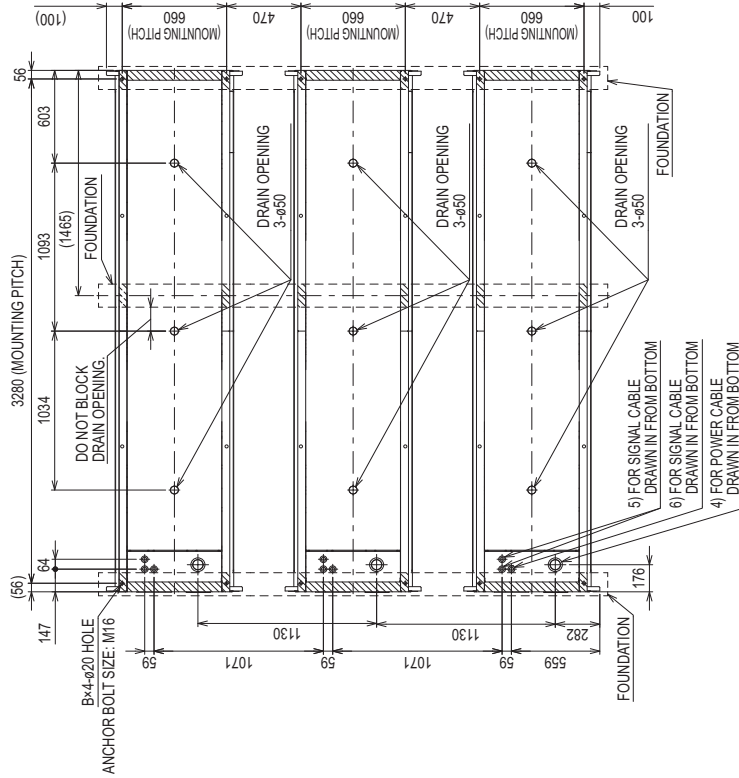 (100)
660
(MOUNTING PITCH)
470
660
(MOUNTING PITCH)
470
660
(MOUNTING PITCH)
100
56
603
1093
(1465)
3280 (MOUNTING PITCH)
1034
64
(56)
147
FOUNDATION
DO NOT BLOCK
DRAIN OPENING.
DRAIN OPENING
3-ø50
DRAIN OPENING
3-ø50
DRAIN OPENING
3-ø50
FOUNDATION
B×4-ø20 HOLE
ANCHOR BOLT SIZE: M16
59
1071
59
1071
59
559
1130
1130
282
176
FOUNDATION
5) FOR SIGNAL CABLE
DRAWN IN FROM BOTTOM
6) FOR SIGNAL CABLE
DRAWN IN FROM BOTTOM
4) FOR POWER CABLE
DRAWN IN FROM BOTTOM